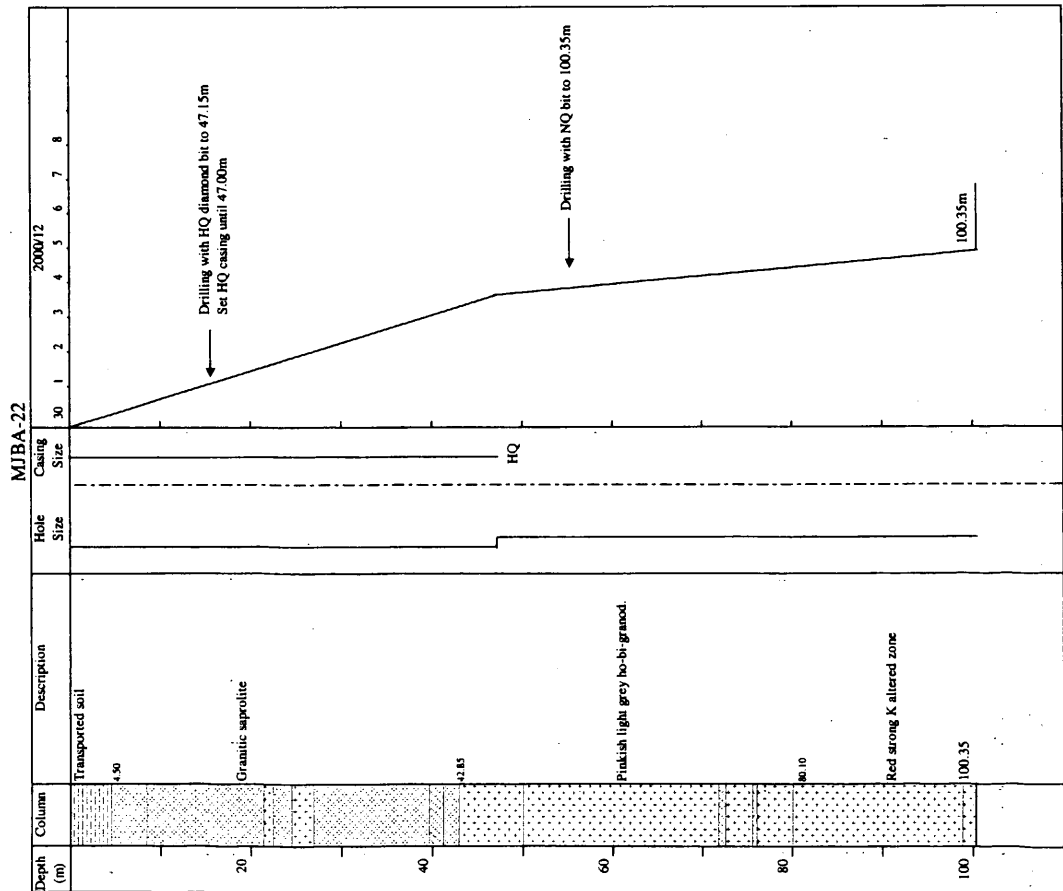 MJBA-22
Depth
(m)
Column
Description
Hole
Size
Casing
Size
2000/12
30 1 2 3 4 5 6 7 8
Transported soil
4.50
Granitic saprolite
20
40
42.85
Pinkish light grey ho-bi-granod.
60
80
80.10
Red strong K altered zone
100
100.35
HQ
Drilling with HQ diamond bit to 47.15m
Set HQ casing until 47.00m
Drilling with NQ bit to 100.35m
100.35m